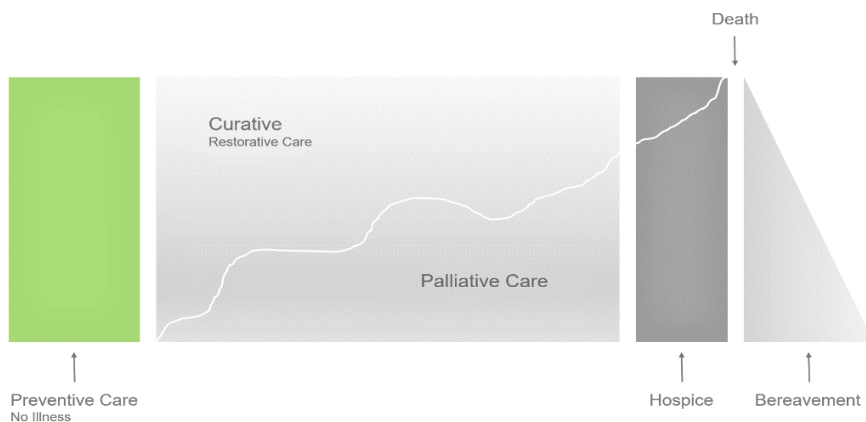 Death
Curative
Restorative Care
Palliative Care
Preventive Care
No Illness
Hospice
Bereavement